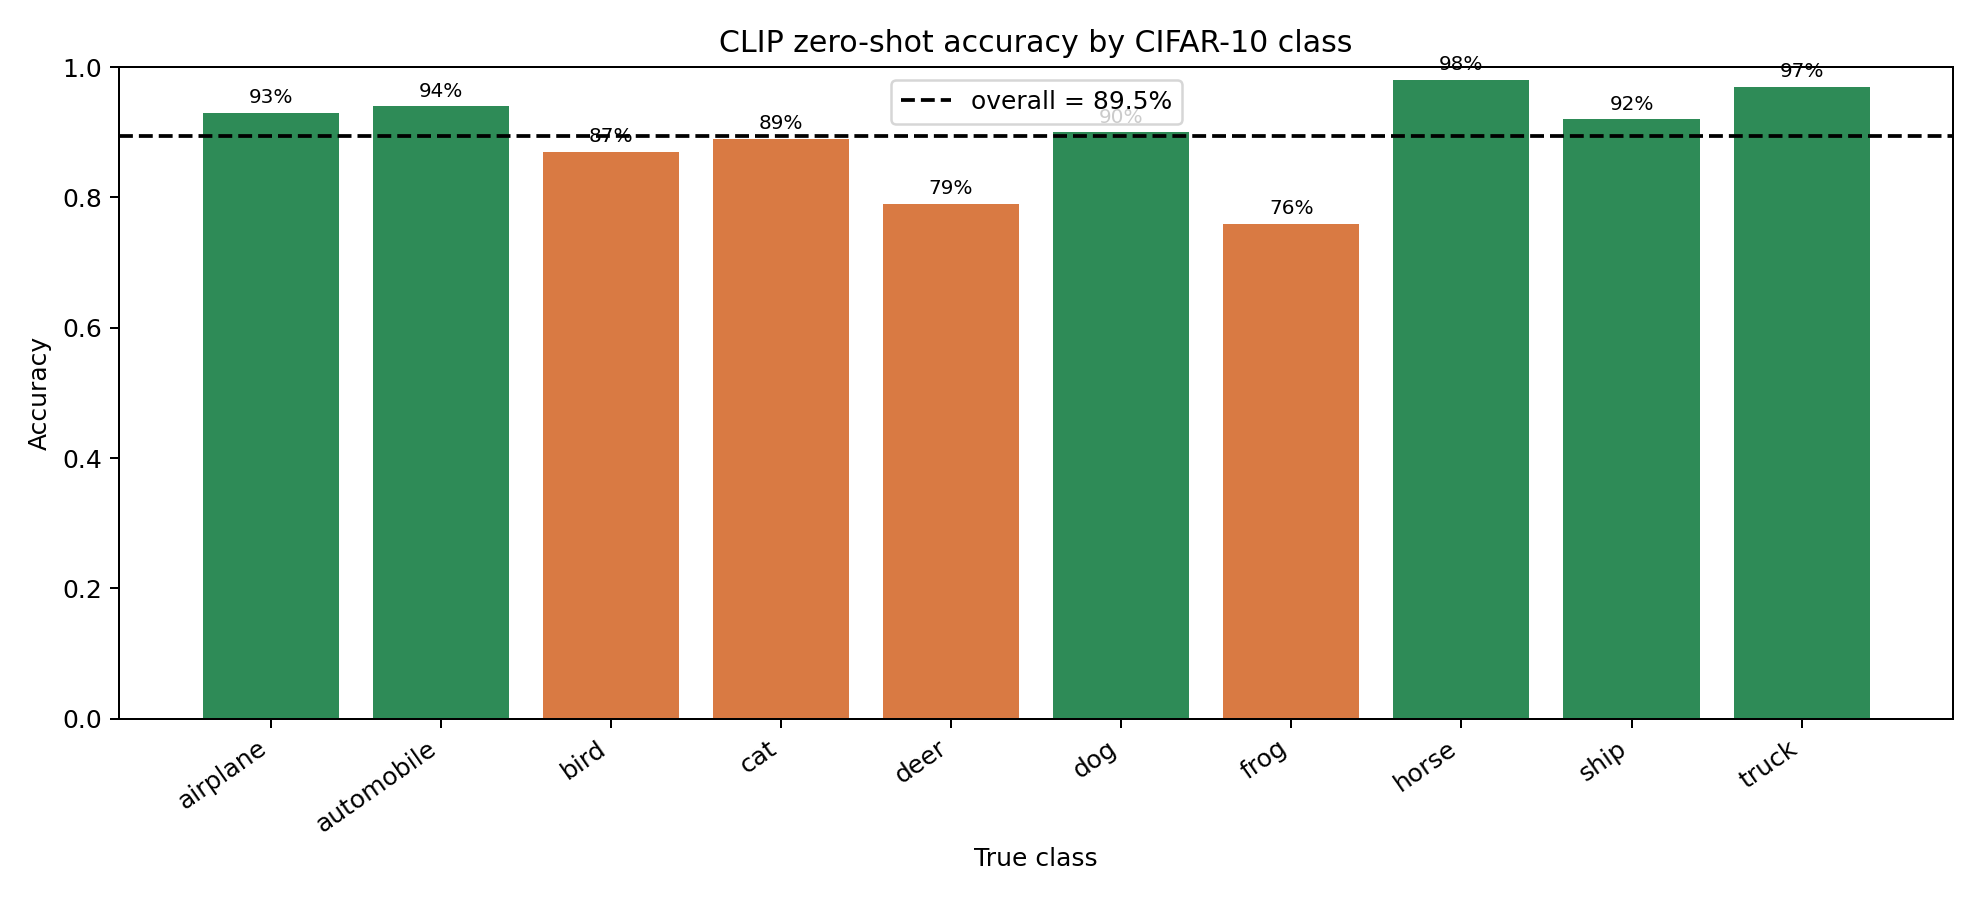 CLIP zero-shot accuracy by CIFAR-10 class
overall = 89.5%
93%
94%
87%
89%
79%
90%
76%
98%
92%
97%
1.0
0.8
0.6
0.4
0.2
0.0
Accuracy
airplane
automobile
bird
cat
deer
dog
frog
horse
ship
truck
True class